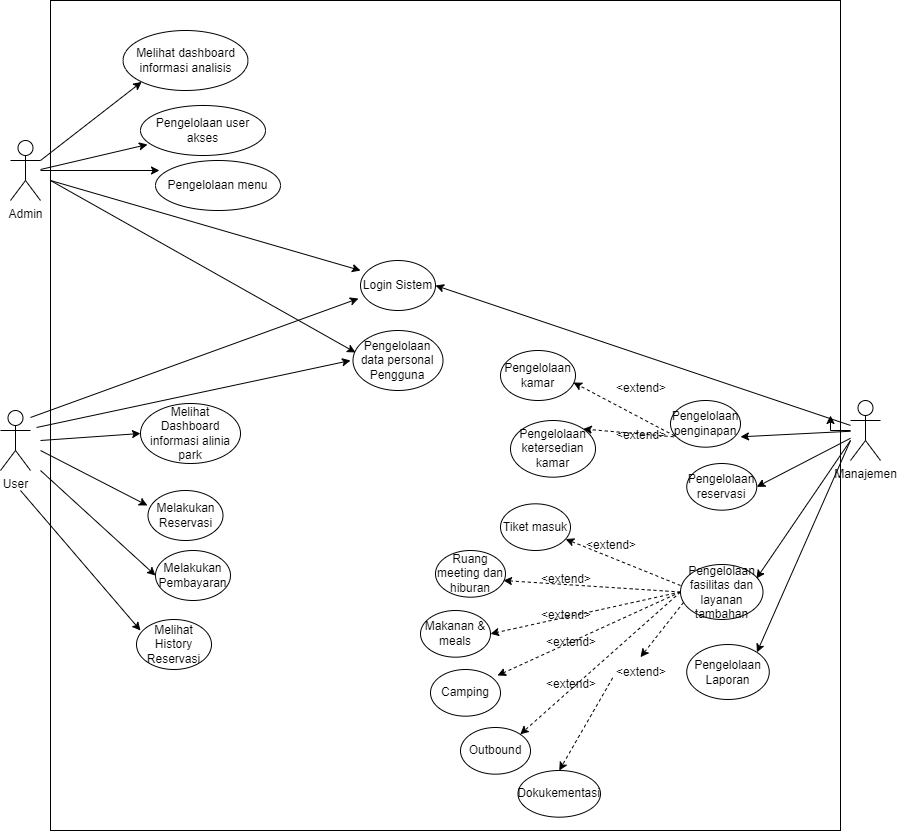 Melihat dashboard
informasi analisis
Pengelolaan user
akses
Pengelolaan menu
Admin
Login Sistem
Pengelolaan
data personal
Pengguna
Melihat
Dashboard
informasi alinia
park
User
Melakukan
Reservasi
Melakukan
Pembayaran
Melihat
History
Reservasi
Pengelolaan
kamar
<extend>
Pengelolaan
penginapan
Pengelolaan
ketersedian
kamar
<extend>
Manajemen
Pengelolaan
reservasi
Tiket masuk
<extend>
Ruang
meeting dan
hiburan
<extend>
Pengelolaan
fasilitas dan
layanan
tambahan
Makanan &
meals
<extend>
<extend>
Camping
<extend>
<extend>
Pengelolaan
Laporan
Outbound
Dokukementasi